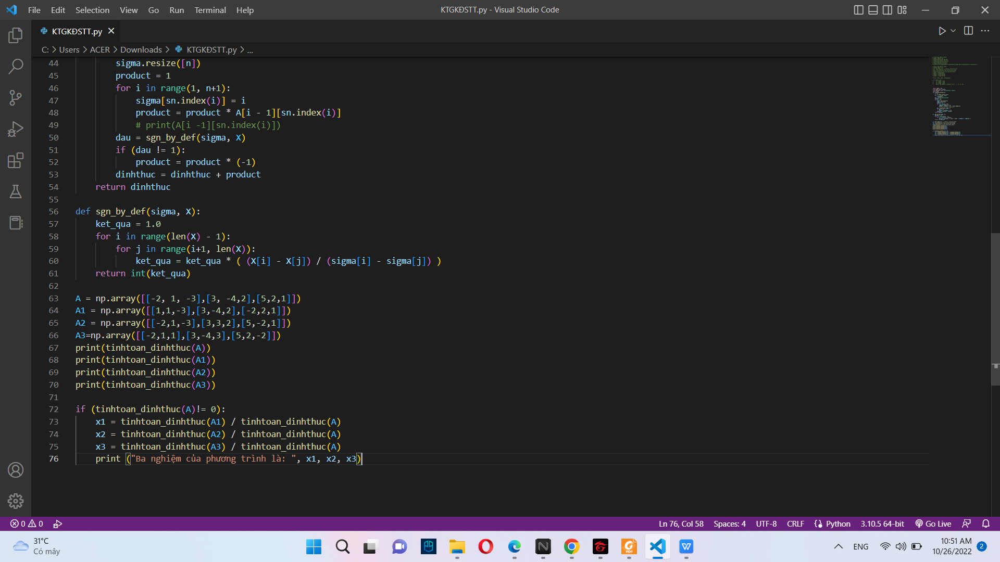 File Edit Selection View Go Run Terminal Help
KTGKĐSTT.py - Visual Studio Code
KTGKĐSTT.py
C: > Users > ACER > Downloads > KTGKĐSTT.py > ...
44 sigma.resize([n])
45 product = 1
46 for i in range(1, n+1):
47 sigma[sn.index(i)] = i
48 product = product * A[i - 1][sn.index(i)]
49 # print(A[i -1][sn.index(i)])
50 dau = sgn_by_def(sigma, X)
51 if (dau != 1):
52 product = product * (-1)
53 dinhthuc = dinhthuc + product
54 return dinhthuc
55
56 def sgn_by_def(sigma, X):
57 ket_qua = 1.0
58 for i in range(len(X) - 1):
59 for j in range(i+1, len(X)):
60 ket_qua = ket_qua * ( (X[i] - X[j]) / (sigma[i] - sigma[j]) )
61 return int(ket_qua)
62
63 A = np.array([[-2, 1, -3],[3, -4,2],[5,2,1]])
64 A1 = np.array([[1,1,-3],[3,-4,2],[-2,2,1]])
65 A2 = np.array([[-2,1,-3],[3,3,2],[5,-2,1]])
66 A3=np.array([[-2,1,1],[3,-4,3],[5,2,-2]])
67 print(tinhtoan_dinhthuc(A))
68 print(tinhtoan_dinhthuc(A1))
69 print(tinhtoan_dinhthuc(A2))
70 print(tinhtoan_dinhthuc(A3))
71
72 if (tinhtoan_dinhthuc(A)!= 0):
73 x1 = tinhtoan_dinhthuc(A1) / tinhtoan_dinhthuc(A)
74 x2 = tinhtoan_dinhthuc(A2) / tinhtoan_dinhthuc(A)
75 x3 = tinhtoan_dinhthuc(A3) / tinhtoan_dinhthuc(A)
76 print ("Ba nghiệm của phương trình là: ", x1, x2, x3)
0 0 Ln 76, Col 58 Spaces: 4 UTF-8 CRLF Python 3.10.5 64-bit Go Live
31°C
Có mây
ENG
10:51 AM
10/26/2022
2